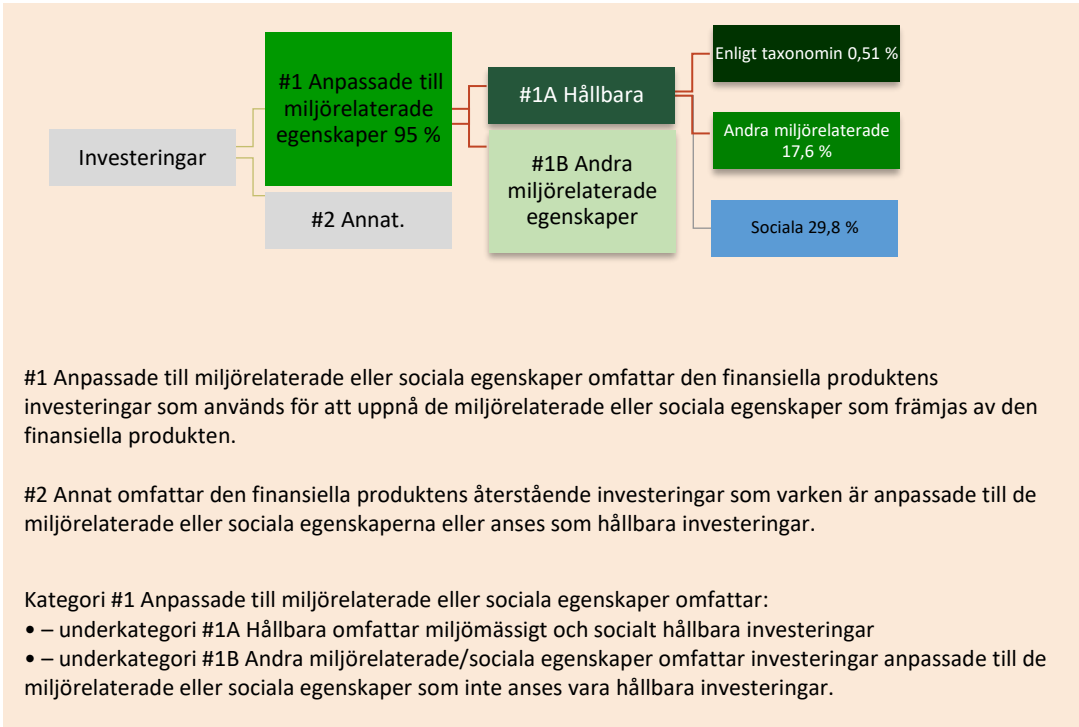 Investeringar
#1 Anpassade till
miljörelaterade
egenskaper 95 %
#2 Annat.
#1A Hållbara
#1B Andra
miljörelaterade
egenskaper
Enligt taxonomin 0,51 %
Andra miljörelaterade
17,6 %
Sociala 29,8 %
#1 Anpassade till miljörelaterade eller sociala egenskaper omfattar den finansiella produktens
investeringar som används för att uppnå de miljörelaterade eller sociala egenskaper som främjas av den
finansiella produkten.
#2 Annat omfattar den finansiella produktens återstående investeringar som varken är anpassade till de
miljörelaterade eller sociala egenskaperna eller anses som hållbara investeringar.
Kategori #1 Anpassade till miljörelaterade eller sociala egenskaper omfattar:
• – underkategori #1A Hållbara omfattar miljömässigt och socialt hållbara investeringar
• – underkategori #1B Andra miljörelaterade/sociala egenskaper omfattar investeringar anpassade till de
miljörelaterade eller sociala egenskaper som inte anses vara hållbara investeringar.